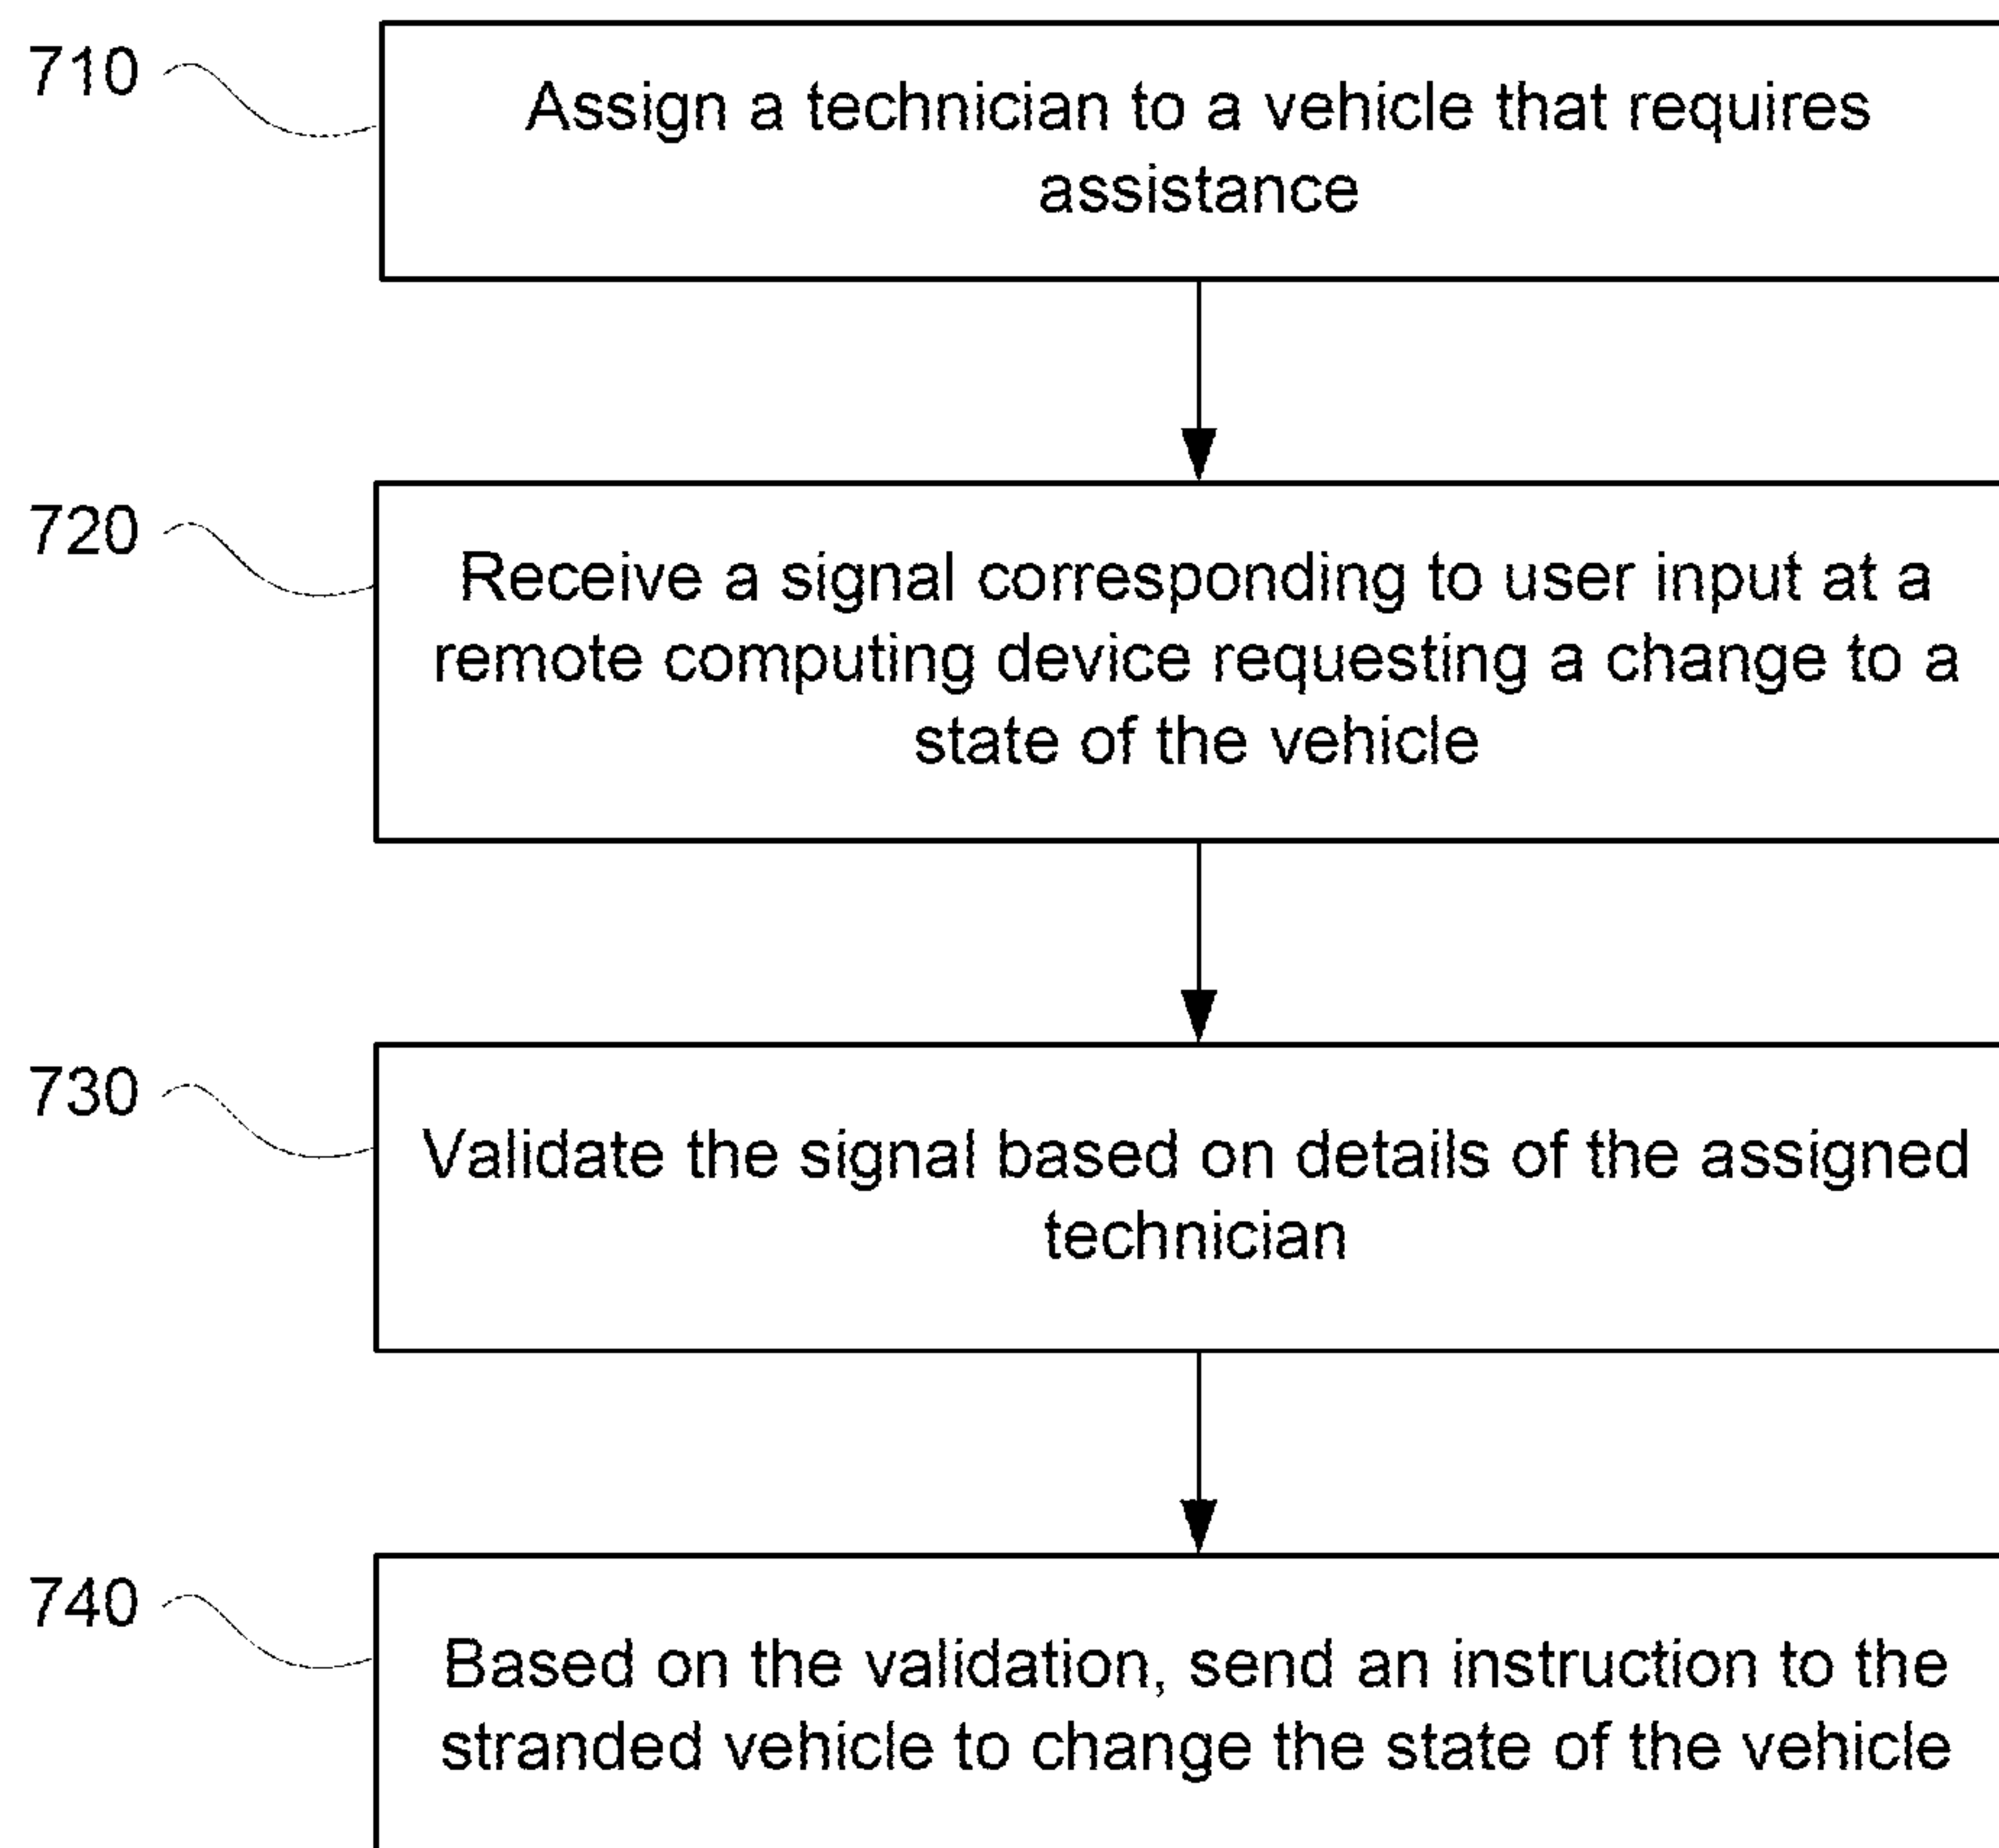 710
Assign a technician to a vehicle that requires
assistance
720
Receive a signal corresponding to user input at a
remote computing device requesting a change to a
state of the vehicle
730
Validate the signal based on details of the assigned
technician
740
Based on the validation, send an instruction to the
stranded vehicle to change the state of the vehicle